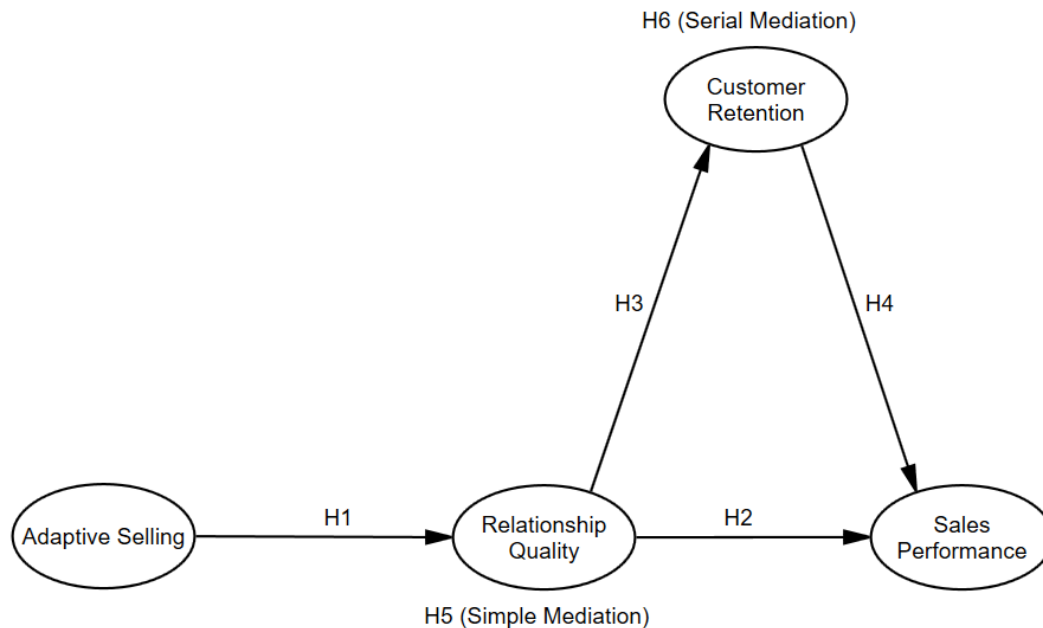 H6 (Serial Mediation)
Customer
Retention
H3
H4
Adaptive Selling
H1
Relationship
Quality
H2
Sales
Performance
H5 (Simple Mediation)